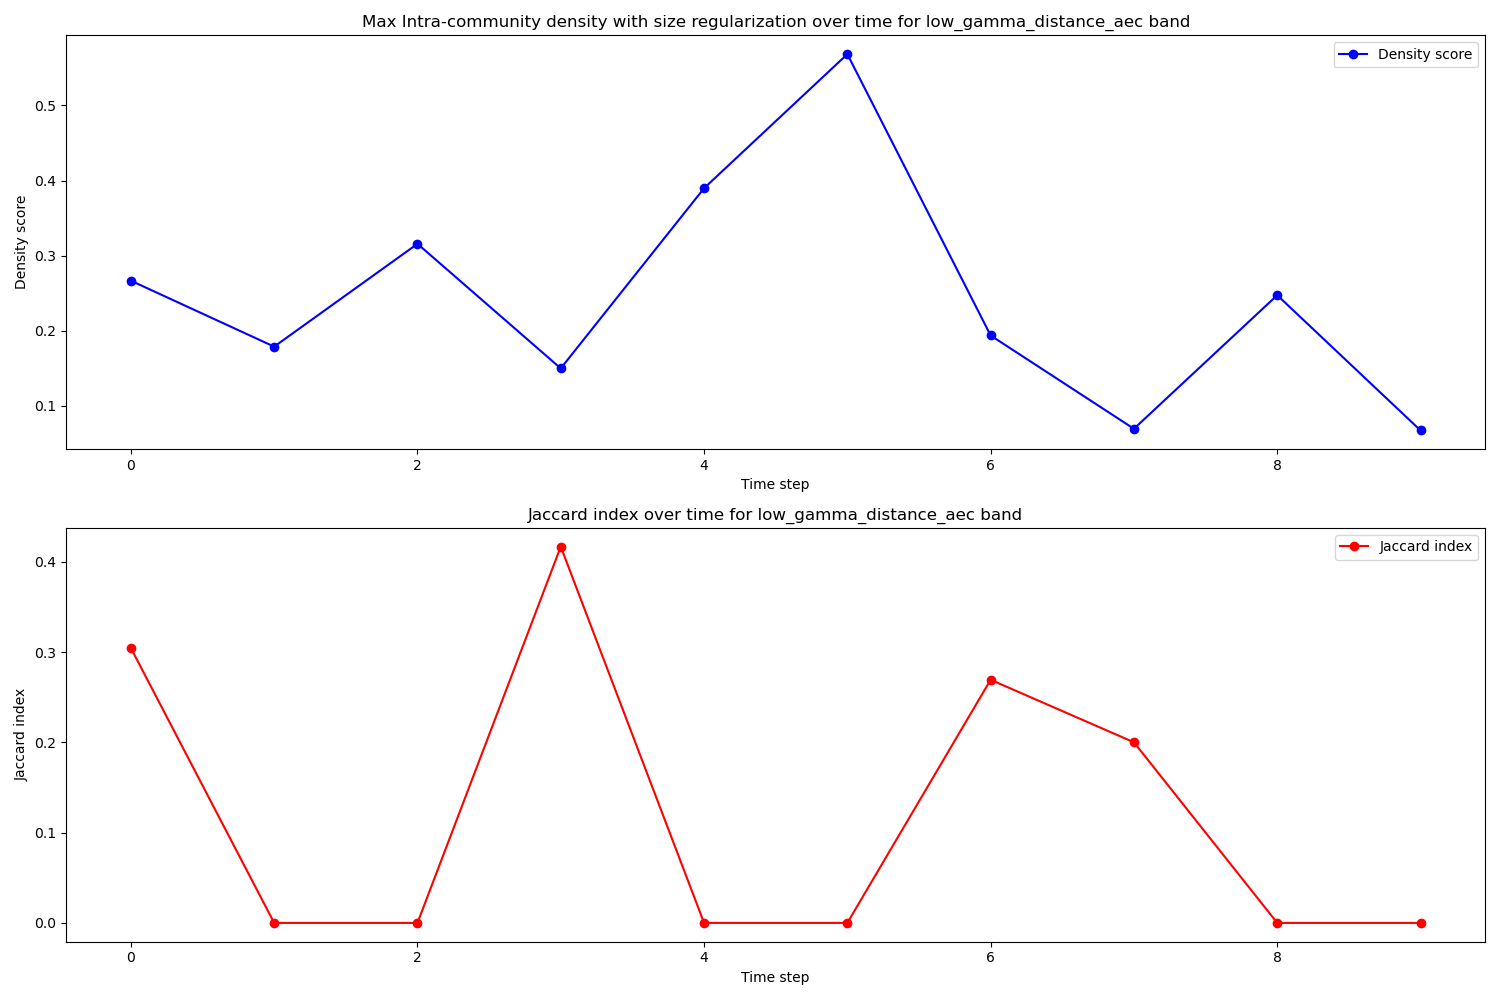 Max Intra-community density with size regularization over time for low_gamma_distance_aec band
Density score
0.5
0.4
0.3
0.2
0.1
Density score
0 2 4 6 8
Time step
Jaccard index over time for low_gamma_distance_aec band
Jaccard index
0.4
0.3
0.2
0.1
0.0
Jaccard index
0 2 4 6 8
Time step